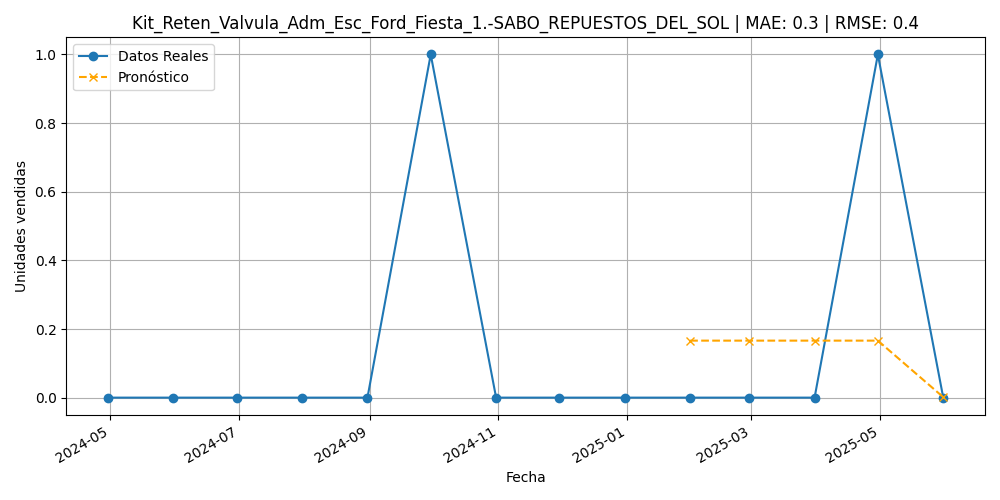 Kit_Reten_Valvula_Adm_Esc_Ford_Fiesta_1.-SABO_REPUESTOS_DEL_SOL | MAE: 0.3 | RMSE: 0.4
Datos Reales
Pronóstico
Unidades vendidas
1.0
0.8
0.6
0.4
0.2
0.0
2024-05
2024-07
2024-09
2024-11
2025-01
2025-03
2025-05
Fecha